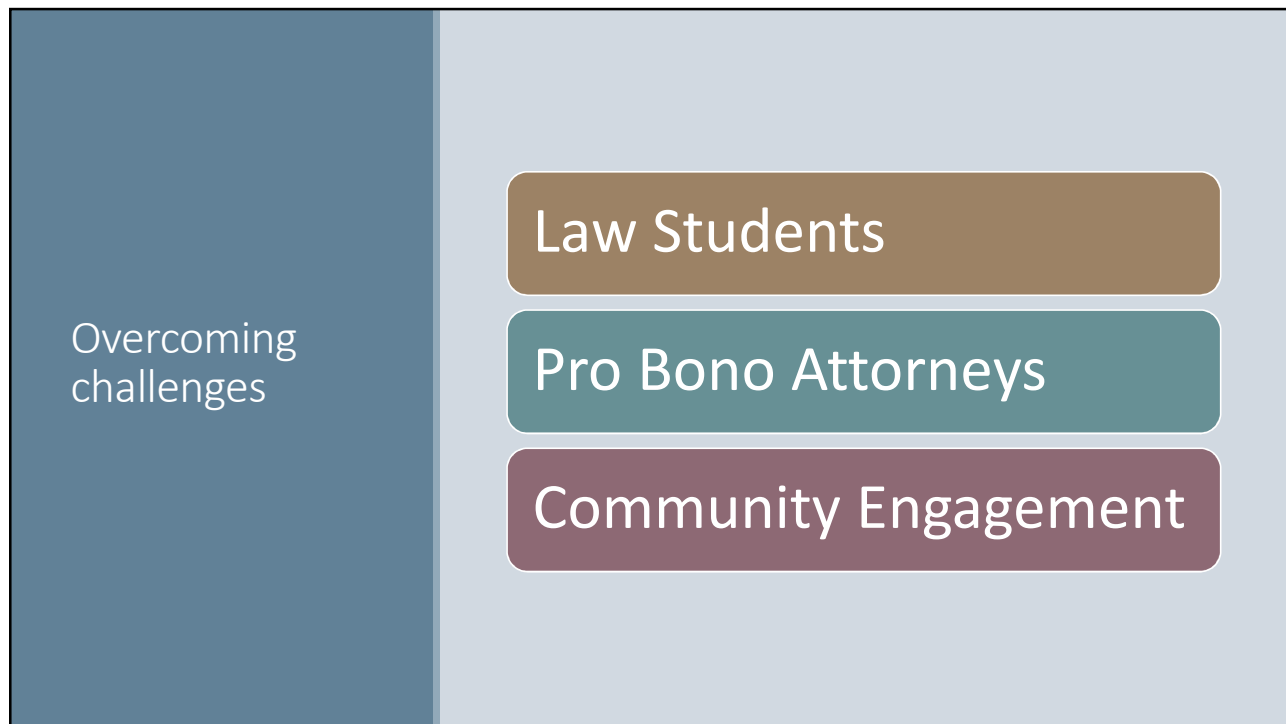 Overcoming
challenges
Law Students
Pro Bono Attorneys
Community Engagement